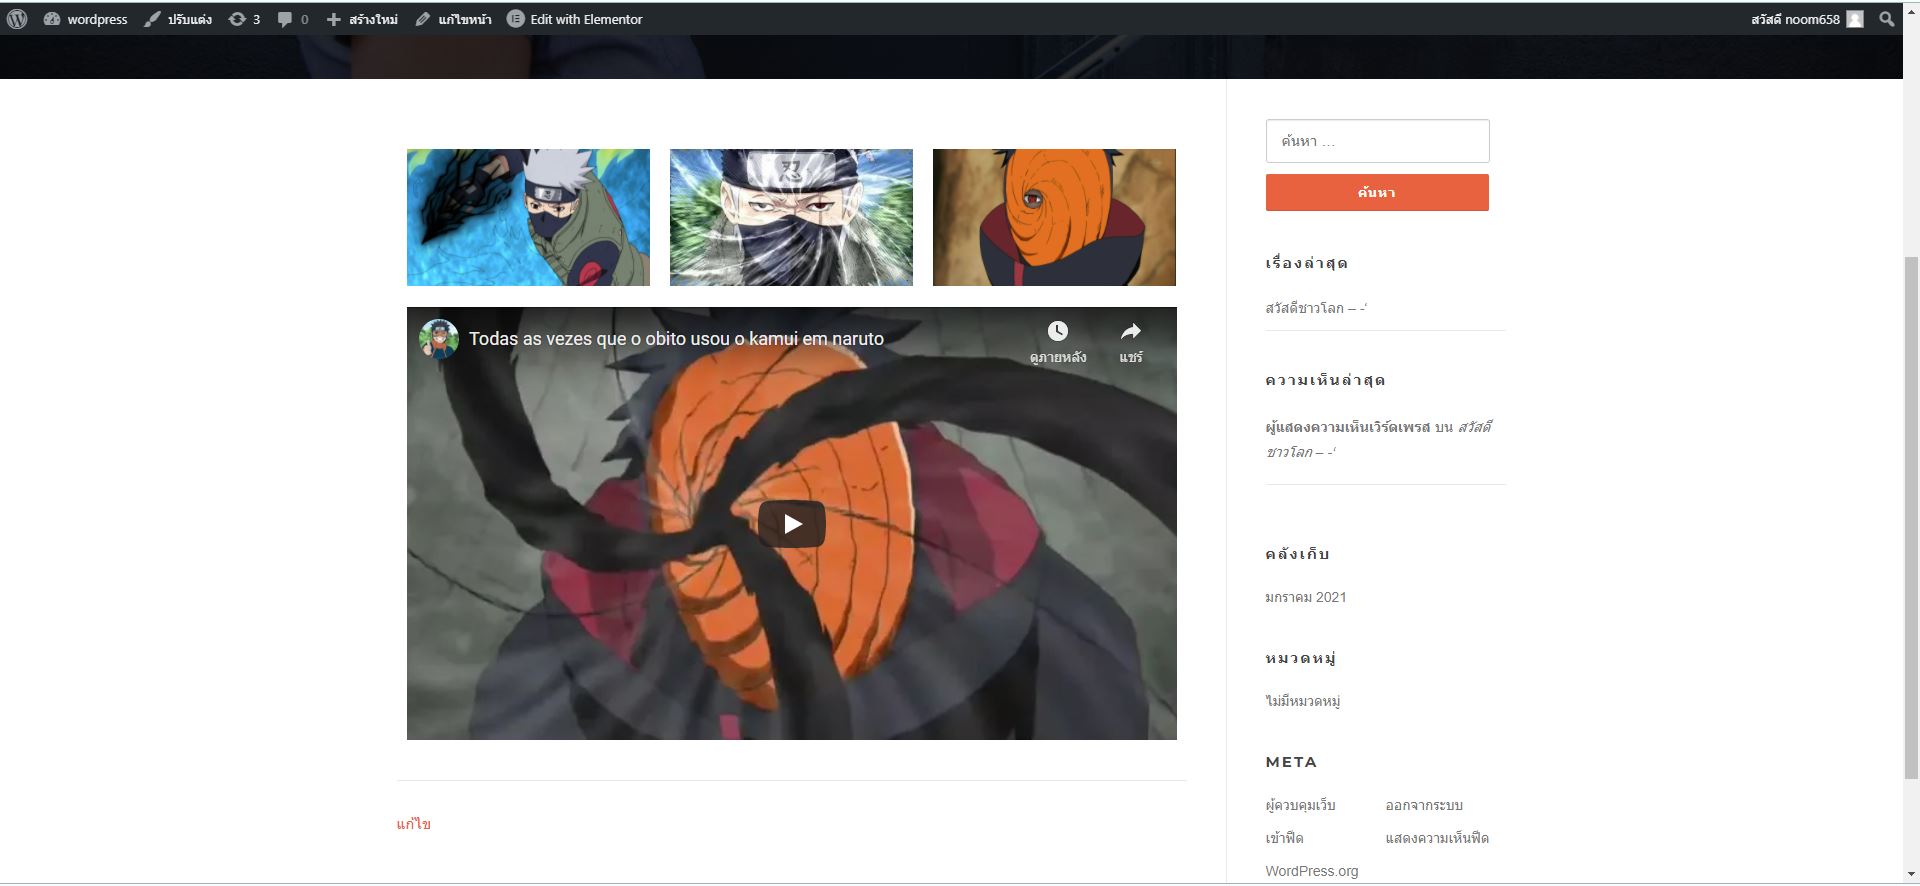 wordpress ปรับแต่ง 3 0 สร้างใหม่ แก้ไขหน้า Edit with Elementor สวัสดี noom658
ค้นหา …
ค้นหา
เรื่องล่าสุด
สวัสดีชาวโลก – -‘
ความเห็นล่าสุด
ผู้แสดงความเห็นเวิร์ดเพรส บน สวัสดี
ชาวโลก – -‘
คลังเก็บ
มกราคม 2021
หมวดหมู่
ไม่มีหมวดหมู่
META
ผู้ควบคุมเว็บ ออกจากระบบ
เข้าฟีด แสดงความเห็นฟีด
WordPress.org
忍
Todas as vezes que o obito usou o kamui em naruto
ดูภายหลัง แชร์
แก้ไข